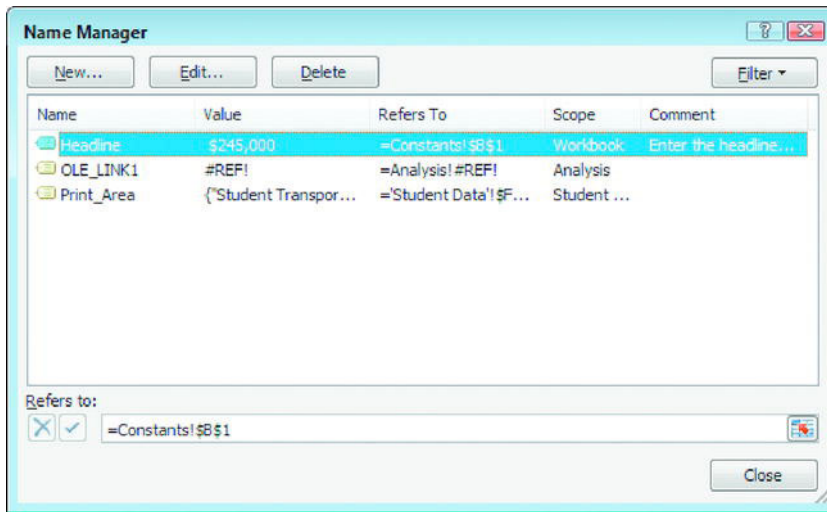 Name Manager
New... Edit... Delete Filter
Name Value Refers To Scope Comment
Headline $245,000 =Constants!$B$1 Workbook Enter the headline...
OLE_LINK1 #REF! =Analysis!#REF! Analysis
Print_Area {"Student Transpor... ='Student Data'!$F... Student ...
Refers to:
=Constants!$B$1
Close